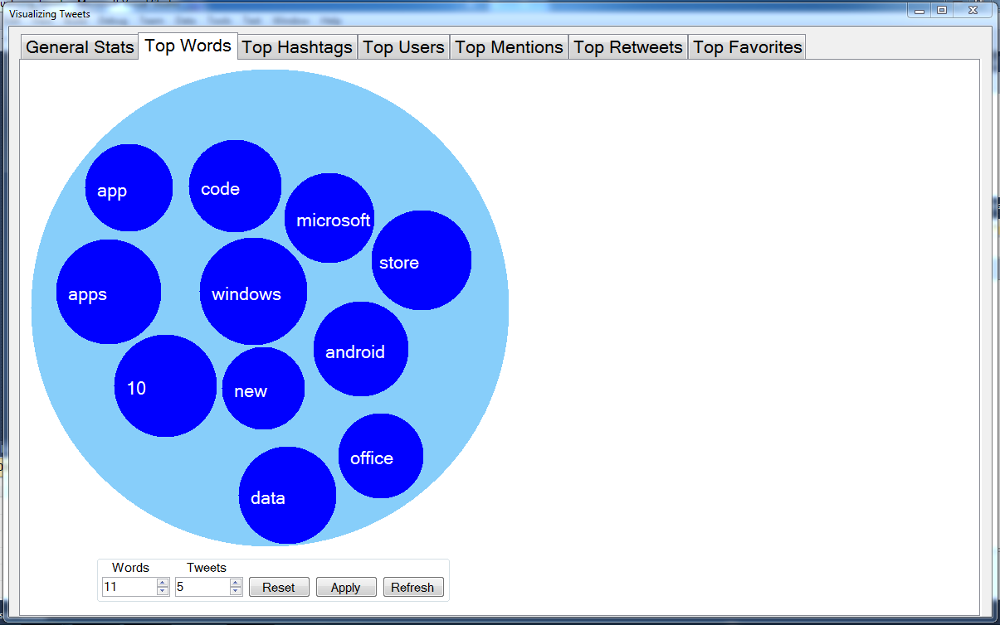 Visualizing Tweets
General Stats Top Words Top Hashtags Top Users Top Mentions Top Retweets Top Favorites
app
code
microsoft
store
apps
windows
android
10
new
office
data
Words Tweets
11 5 Reset Apply Refresh